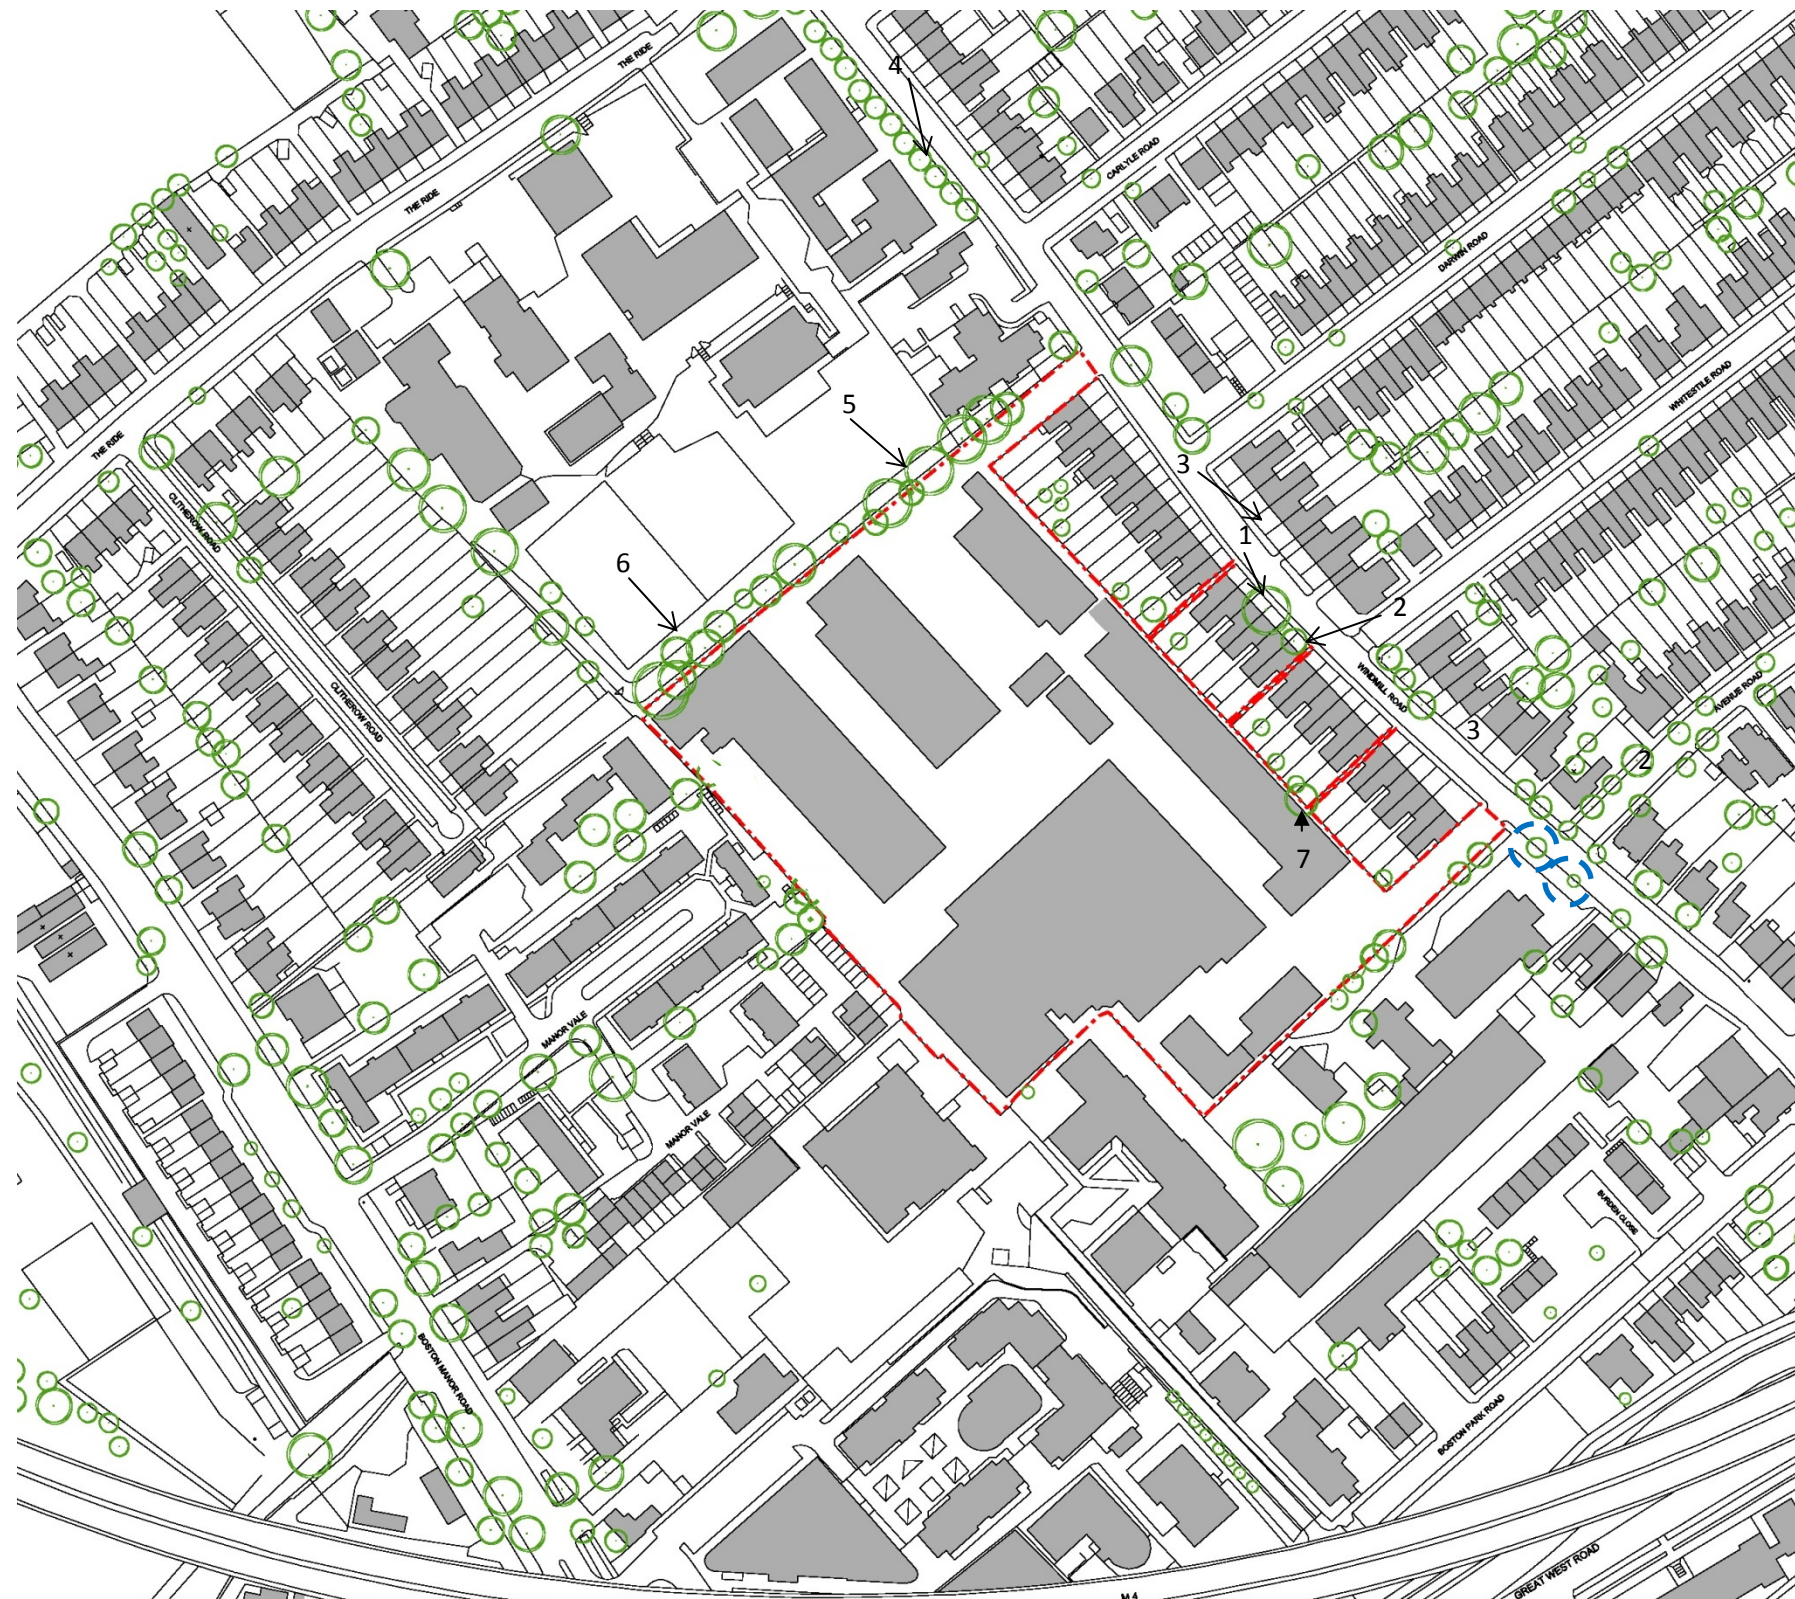 THE RIDE
4
CARLYLE ROAD
THE RIDE
DARWIN ROAD
WHITESTILE ROAD
5
THE RIDE
3
CLITHEROW ROAD
1
6
2
WINDMILL ROAD
AVENUE ROAD
CLITHEROW ROAD
3
2
7
MANOR VALE
MANOR VALE
BURDEN CLOSE
BOSTON MANOR ROAD
BOSTON PARK ROAD
GREAT WEST ROAD
M4